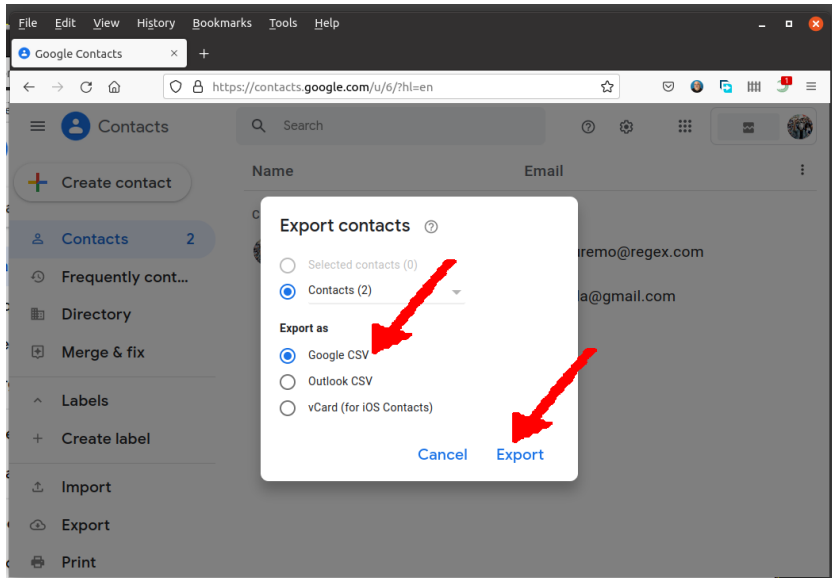 File Edit View History Bookmarks Tools Help
Google Contacts × +
https://contacts.google.com/u/6/?hl=en
1
Contacts
Search
Create contact
Name Email
Contacts 2
Frequently cont...
Directory
Merge & fix
Labels
Create label
Import
Export
Print
C
remo@regex.com
la@gmail.com
Export contacts
Selected contacts (0)
Contacts (2)
Export as
Google CSV
Outlook CSV
vCard (for iOS Contacts)
Cancel Export